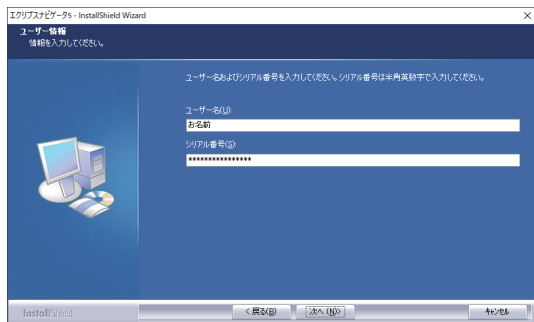 エクリプスナビゲータ5 - InstallShield Wizard
ユーザー情報
情報を入力してください。
ユーザー名およびシリアル番号を入力してください。シリアル番号は半角英数字で入力してください。
ユーザー名(U):
お名前
シリアル番号(S):
****************
InstallShield
< 戻る(B)
次へ (N)>
キャンセル